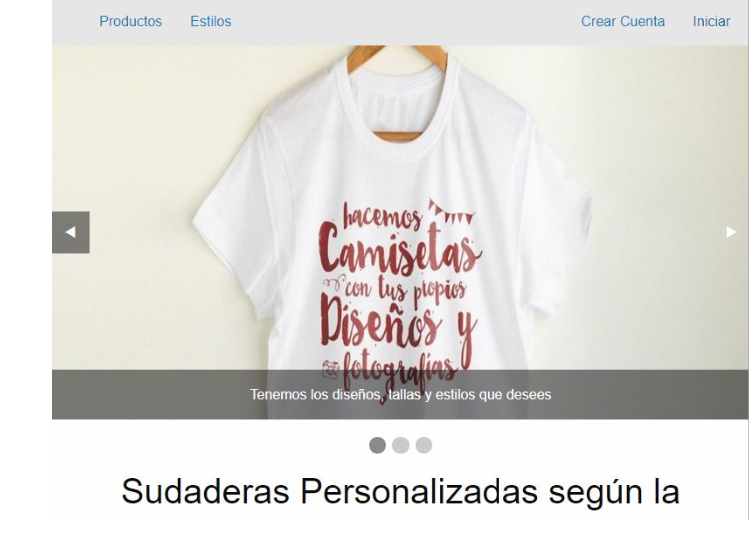 Productos Estilos Crear Cuenta Iniciar
hacemos
Camisetas
con tus propios
Diseños y
fotografías
Tenemos los diseños, tallas y estilos que desees
Sudaderas Personalizadas según la